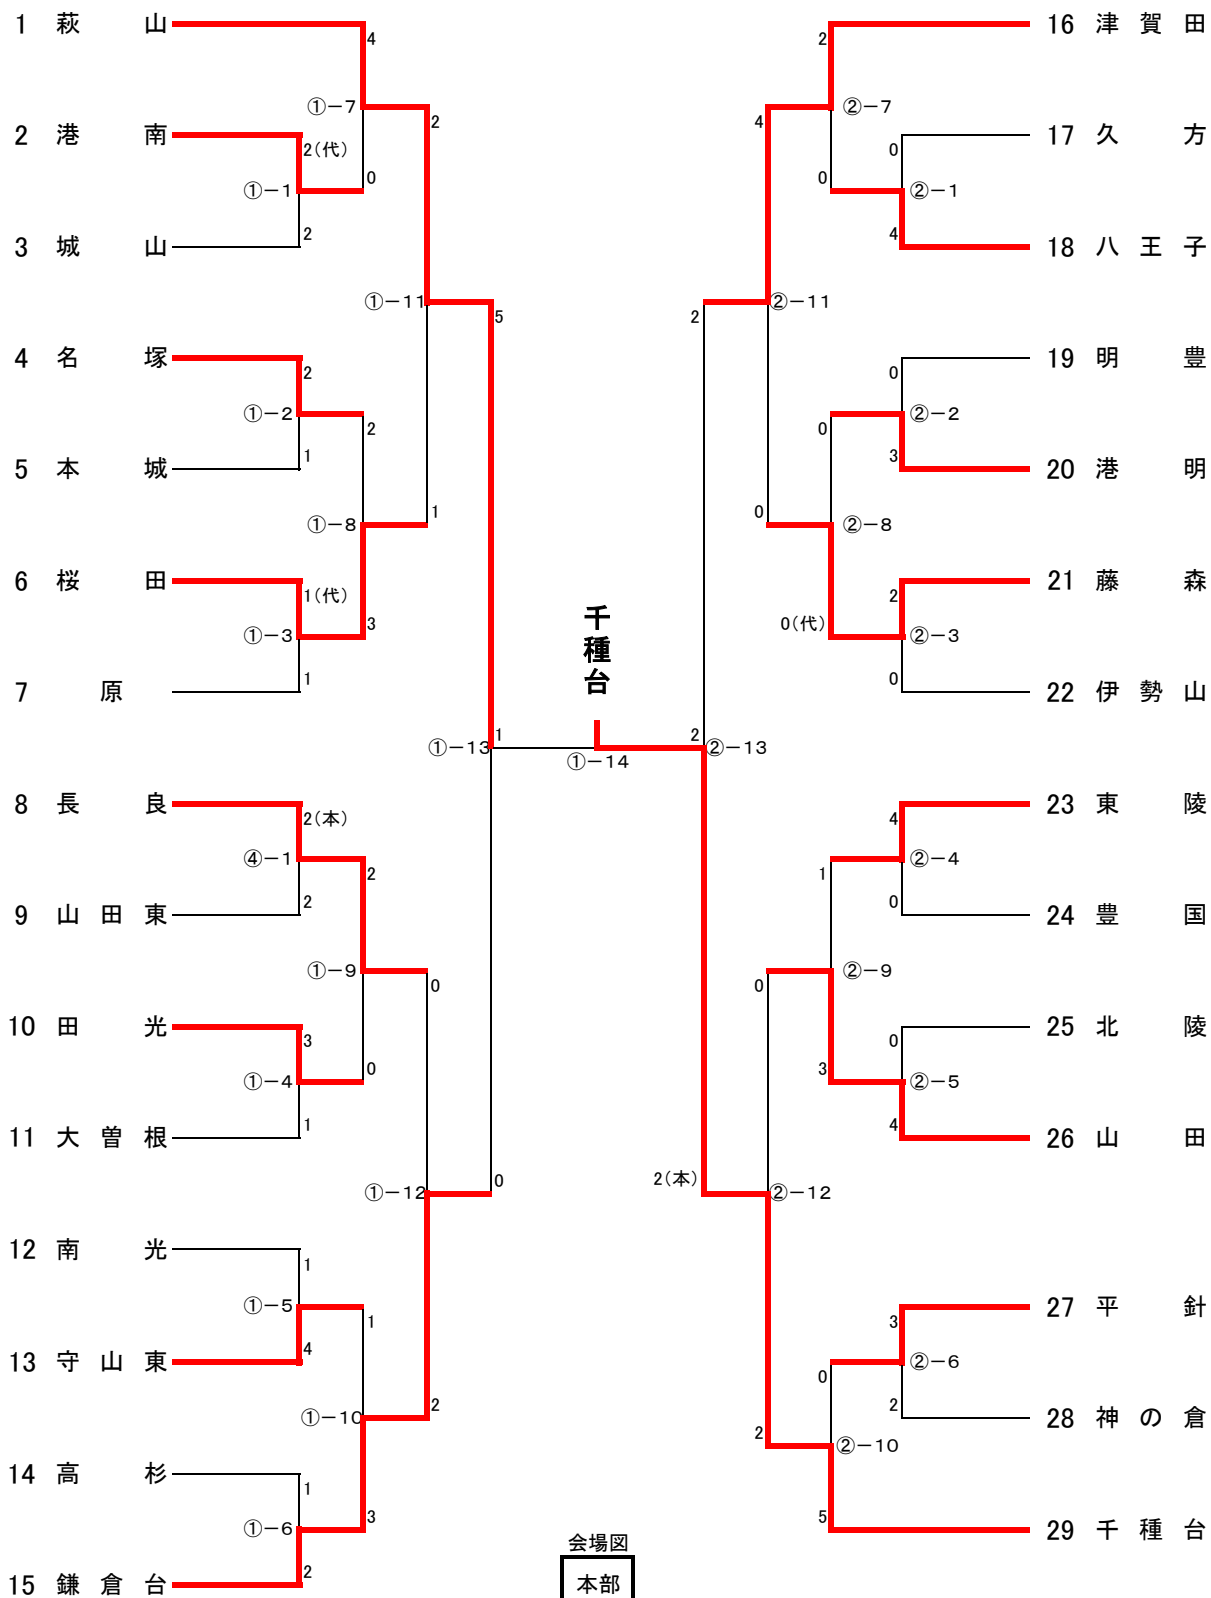 1 萩山
4
①-7
2
2 港南
2(代)
①-1
0
3 城山
2
①-11
5
4 名塚
2
①-2
2
5 本城
1
①-8
1
6 桜田
1(代)
①-3
3
7 原
1
①-13
1
8 長良
2(本)
④-1
2
9 山田東
2
①-9
0
10 田光
3
①-4
0
11 大曽根
1
①-12
0
12 南光
1
①-5
1
13 守山東
4
①-10
2
14 高杉
1
①-6
3
15 鎌倉台
2
千種台
①-14
16 津賀田
2
②-7
4
17 久方
0
②-1
0
18 八王子
4
②-11
2
19 明豊
0
②-2
0
20 港明
3
②-8
0
21 藤森
2
②-3
0(代)
22 伊勢山
0
②-13
2
23 東陵
4
②-4
1
24 豊国
0
②-9
0
25 北陵
0
②-5
3
26 山田
4
②-12
2(本)
27 平針
3
②-6
0
28 神の倉
2
②-10
2
29 千種台
5
会場図
本部